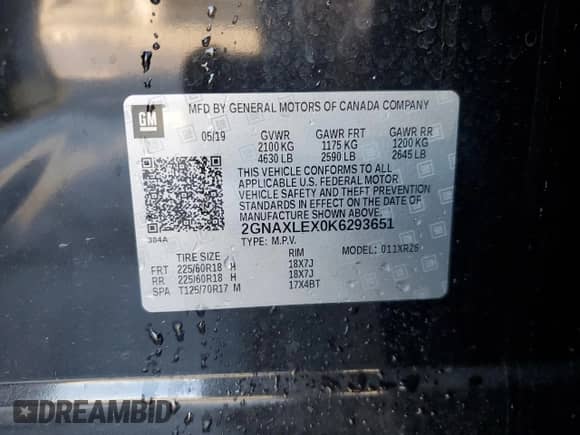 GM
MFD BY GENERAL MOTORS OF CANADA COMPANY
05/19 GVWR GAWR FRT GAWR RR
2100 KG 1175 KG 1200 KG
4630 LB 2590 LB 2645 LB
THIS VEHICLE CONFORMS TO ALL
APPLICABLE U.S. FEDERAL MOTOR
VEHICLE SAFETY AND THEFT PREVENTION
STANDARDS IN EFFECT ON THE DATE OF
MANUFACTURE SHOWN ABOVE.
2GNAXLEX0K6293651
384A TYPE: M.P.V. 011XR26
TIRE SIZE RIM
FRT 225/60R18 H 18X7J
RR 225/60R18 H 18X7J
SPA T125/70R17 M 17X4BT
DREAMBID